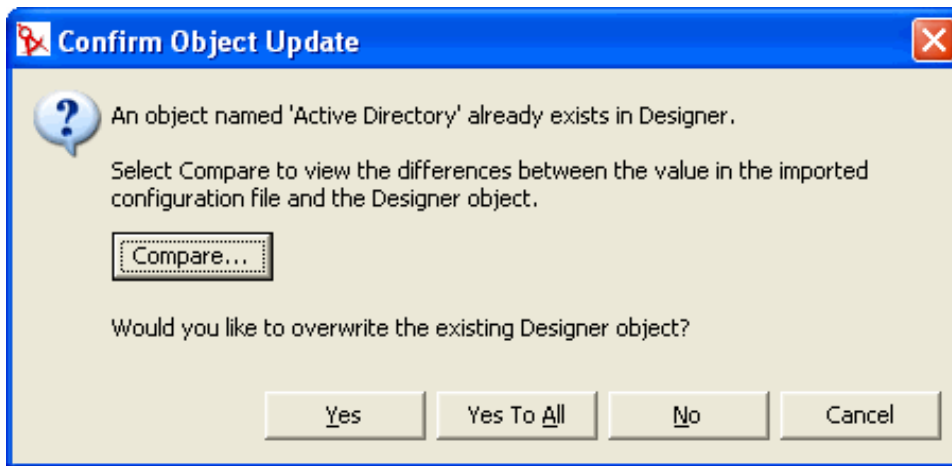 Confirm Object Update
An object named 'Active Directory' already exists in Designer.
Select Compare to view the differences between the value in the imported
configuration file and the Designer object.
Compare...
Would you like to overwrite the existing Designer object?
Yes Yes To All No Cancel